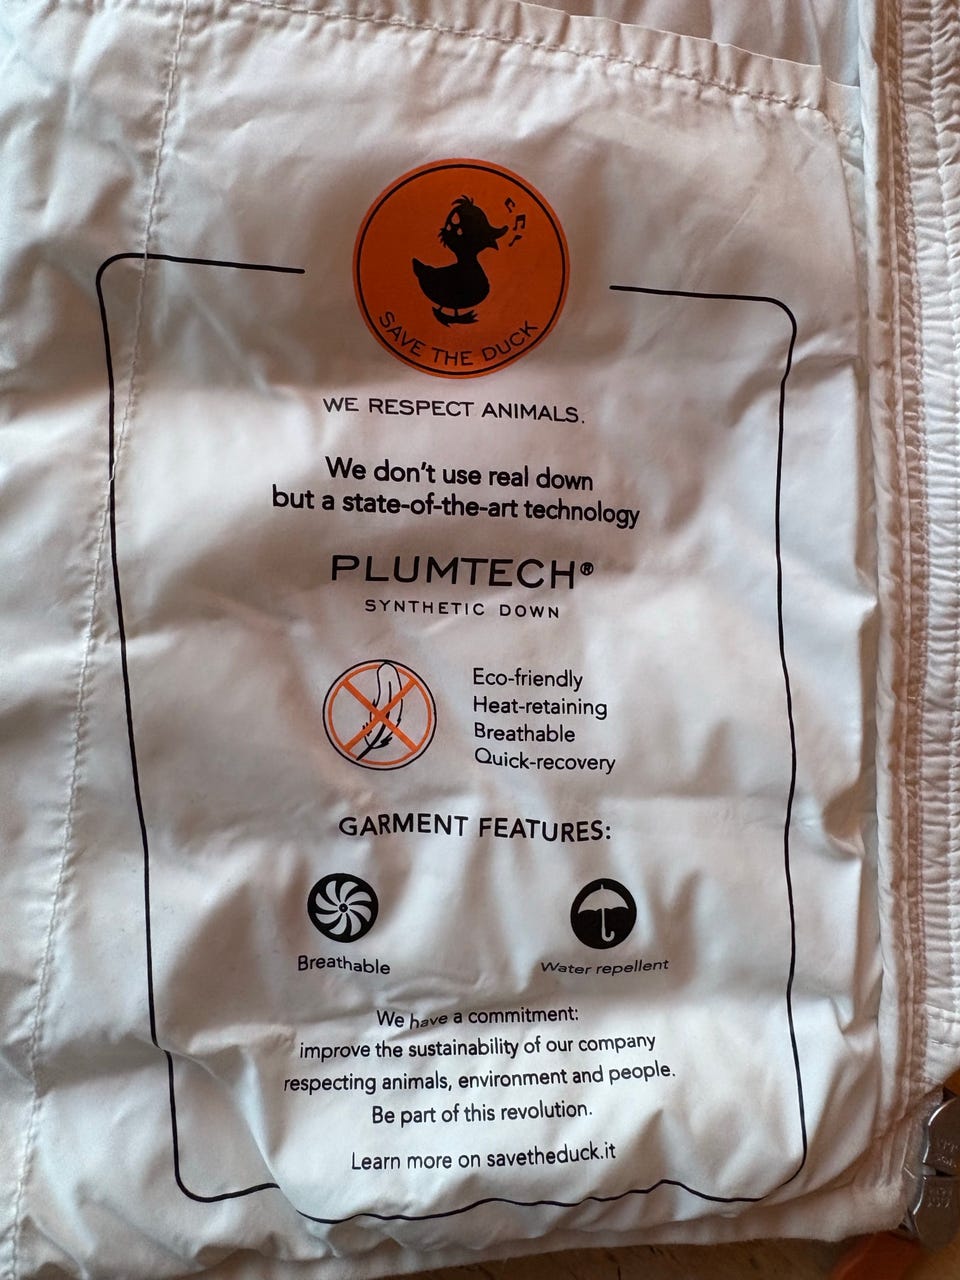 SAVE THE DUCK
WE RESPECT ANIMALS.
We don't use real down
but a state-of-the-art technology
PLUMTECH®
SYNTHETIC DOWN
Eco-friendly
Heat-retaining
Breathable
Quick-recovery
GARMENT FEATURES:
Breathable
Water repellent
We have a commitment:
improve the sustainability of our company
respecting animals, environment and people.
Be part of this revolution.
Learn more on savetheduck.it